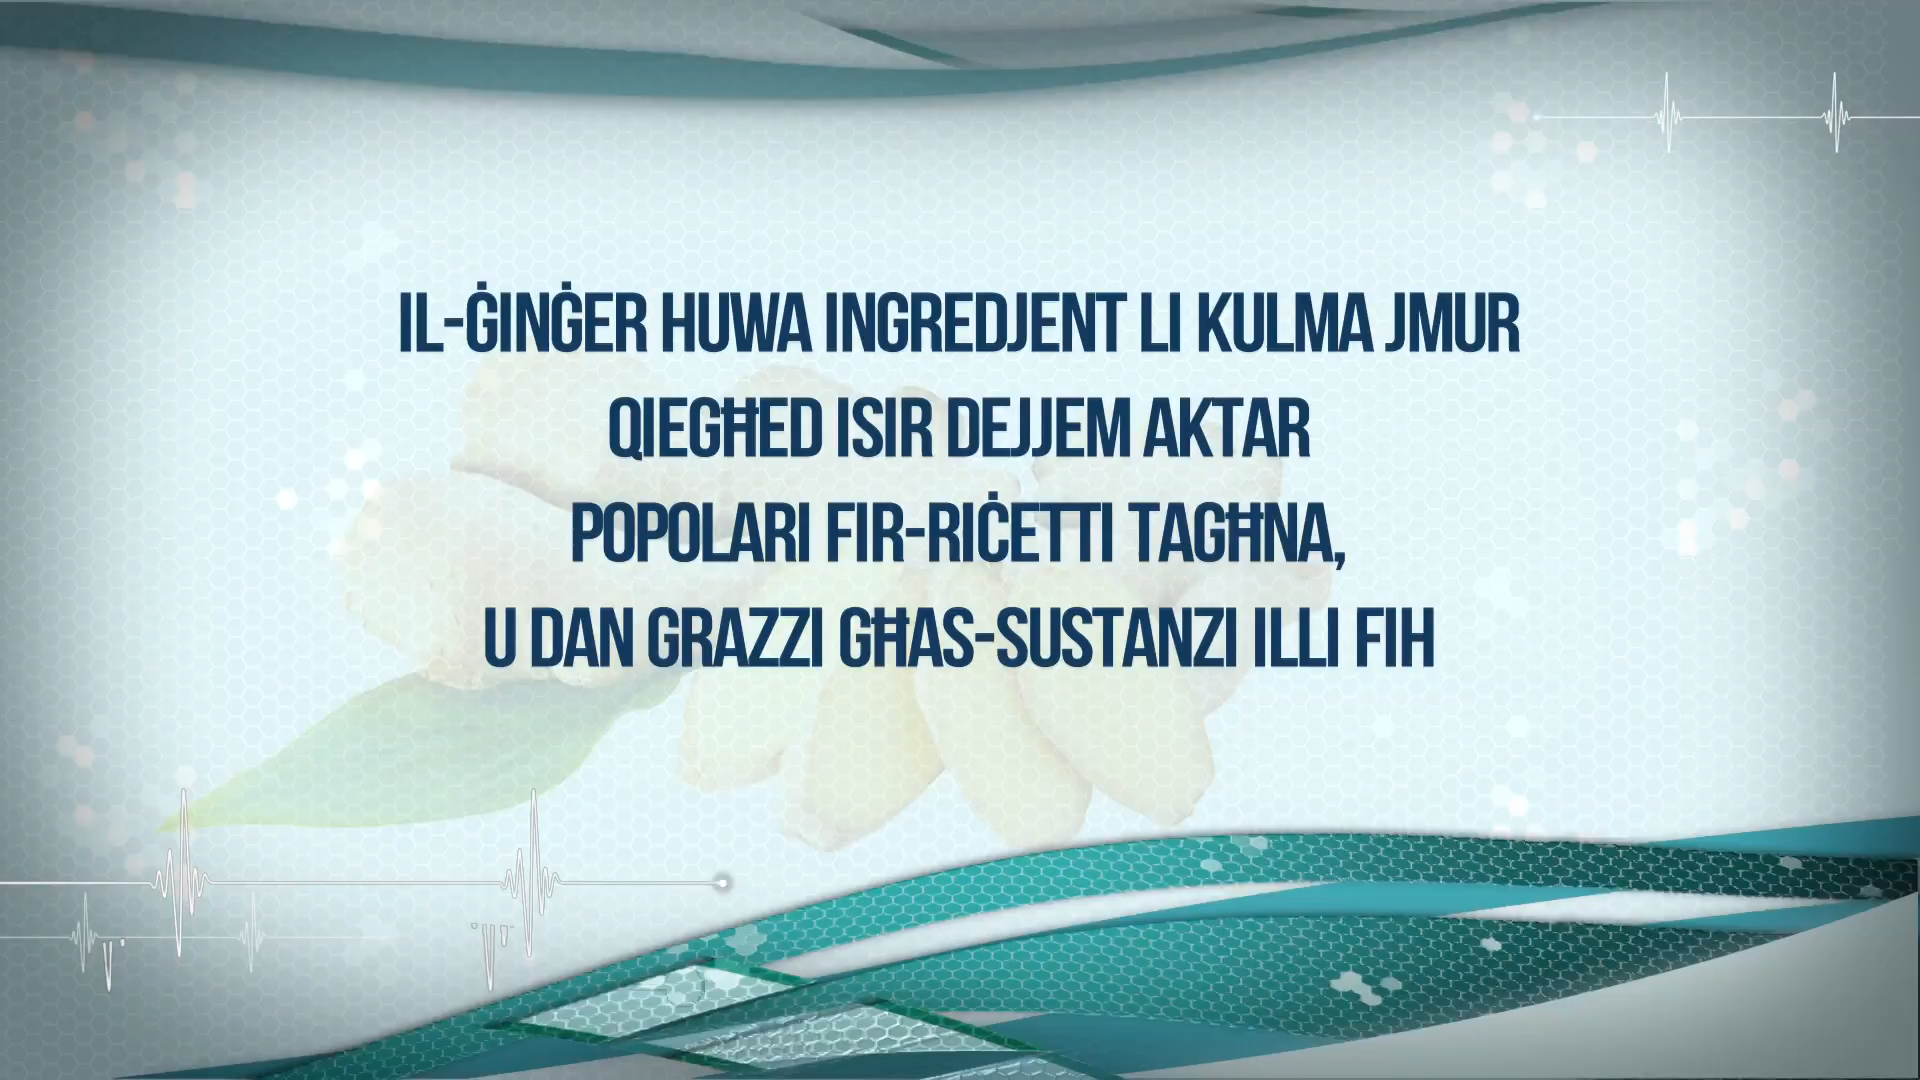 IL-ĠINĠER HUWA INGREDJENT LI KULMA JMUR
QIEGĦED ISIR DEJJEM AKTAR
POPOLARI FIR-RIĊETTI TAGĦNA,
U DAN GRAZZI GĦAS-SUSTANZI ILLI FIH